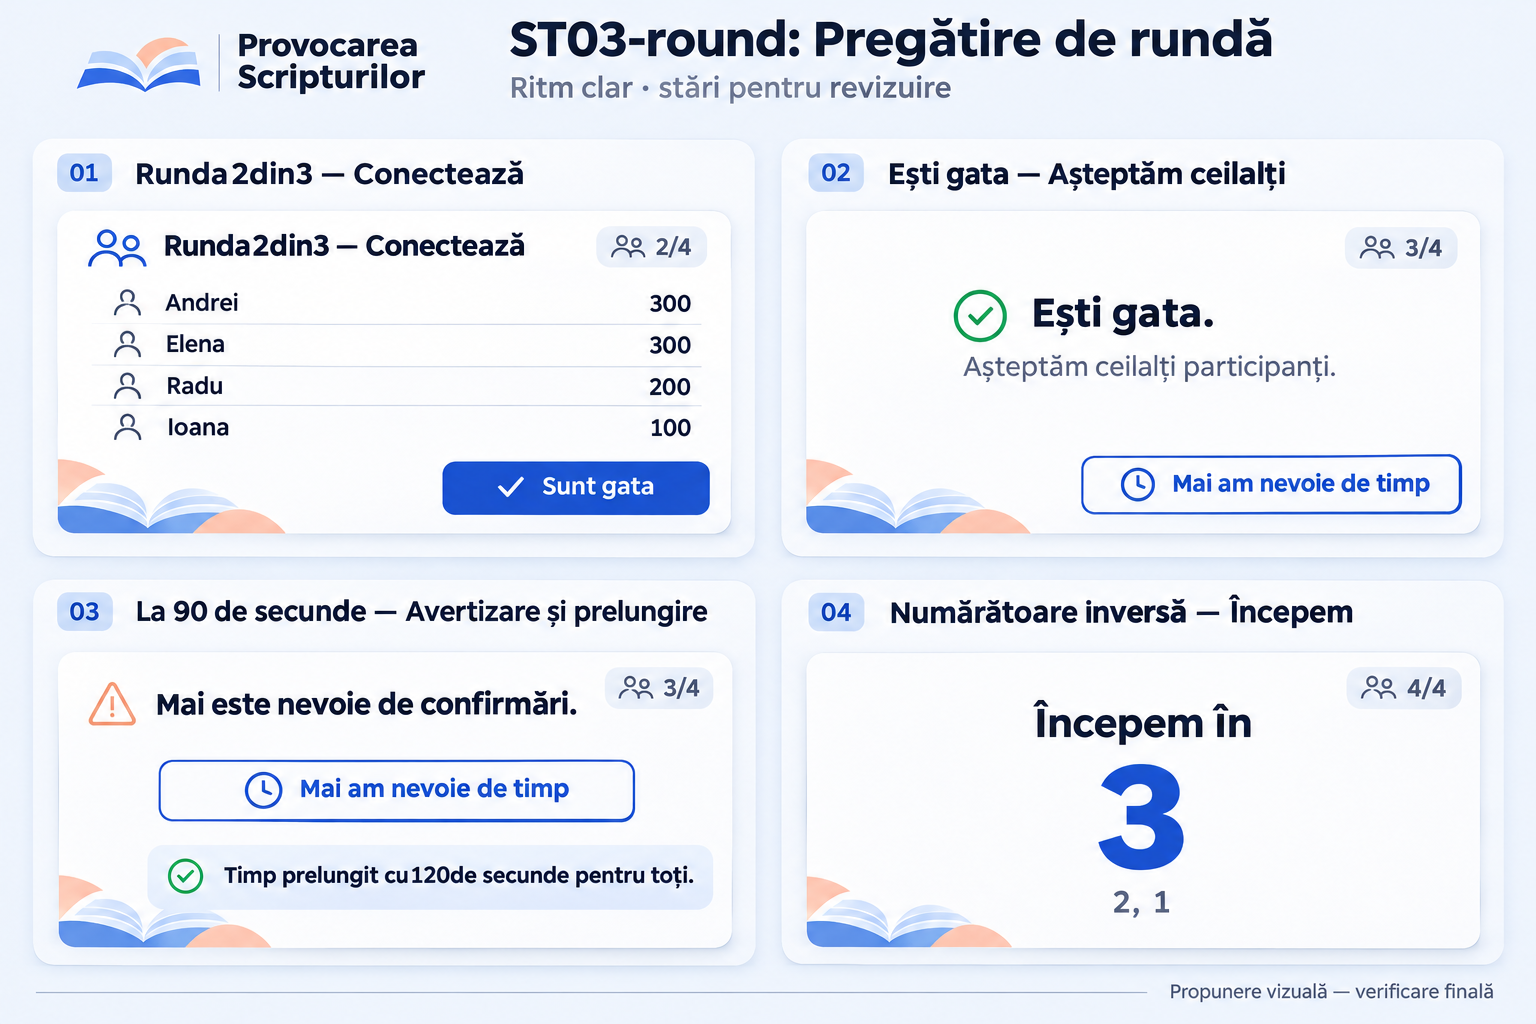 Provocarea
Scripturilor
ST03-round: Pregătire de rundă
Ritm clar · stări pentru revizuire
01 Runda 2din3 — Conectează
Runda2din3 — Conectează 2/4
Andrei 300
Elena 300
Radu 200
Ioana 100
Sunt gata
02 Ești gata — Așteptăm ceilalți
3/4
Ești gata.
Așteptăm ceilalți participanți.
Mai am nevoie de timp
03 La 90 de secunde — Avertizare și prelungire
Mai este nevoie de confirmări. 3/4
Mai am nevoie de timp
Timp prelungit cu120de secunde pentru toți.
04 Numărătoare inversă — Începem
4/4
Începem în
3
2, 1
Propunere vizuală — verificare finală